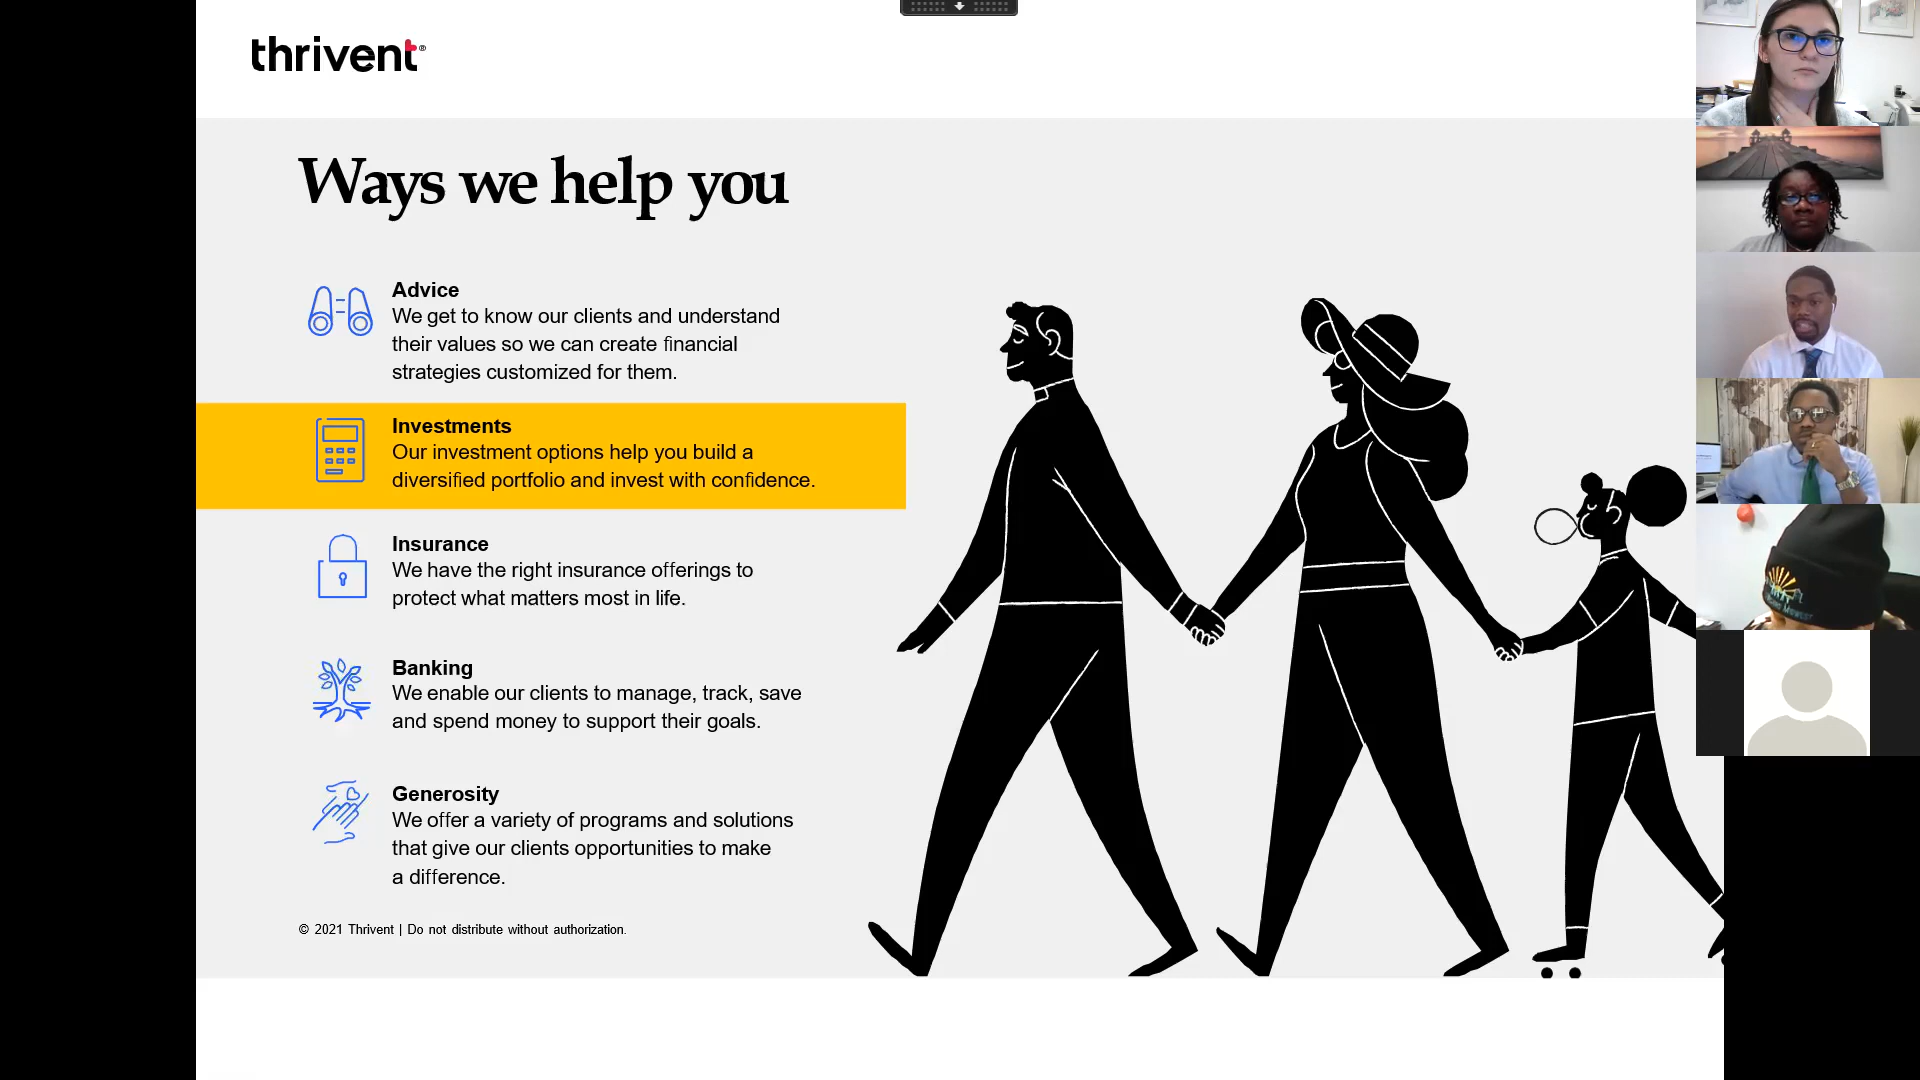 thrivent®
Ways we help you
Advice
We get to know our clients and understand
their values so we can create financial
strategies customized for them.
Investments
Our investment options help you build a
diversified portfolio and invest with confidence.
Insurance
We have the right insurance offerings to
protect what matters most in life.
Banking
We enable our clients to manage, track, save
and spend money to support their goals.
Generosity
We offer a variety of programs and solutions
that give our clients opportunities to make
a difference.
© 2021 Thrivent | Do not distribute without authorization.